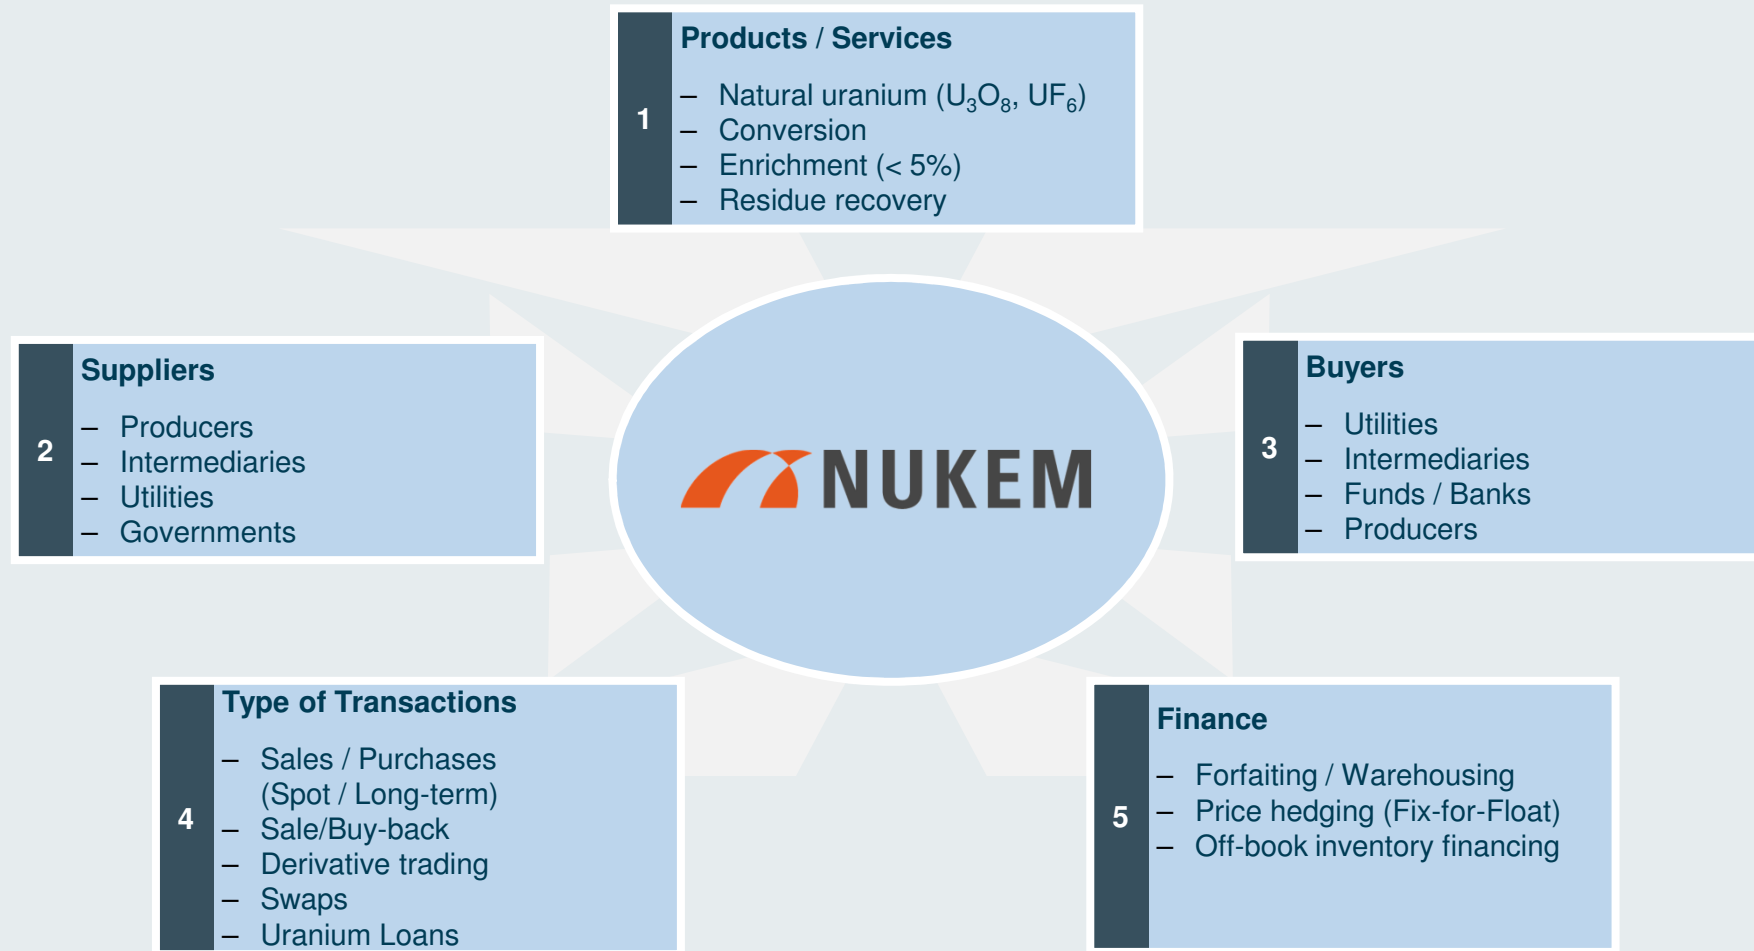 1
Products / Services
– Natural uranium (U₃O₈, UF₆)
– Conversion
– Enrichment (< 5%)
– Residue recovery
2
Suppliers
– Producers
– Intermediaries
– Utilities
– Governments
NUKEM
3
Buyers
– Utilities
– Intermediaries
– Funds / Banks
– Producers
4
Type of Transactions
– Sales / Purchases
(Spot / Long-term)
– Sale/Buy-back
– Derivative trading
– Swaps
– Uranium Loans
5
Finance
– Forfaiting / Warehousing
– Price hedging (Fix-for-Float)
– Off-book inventory financing